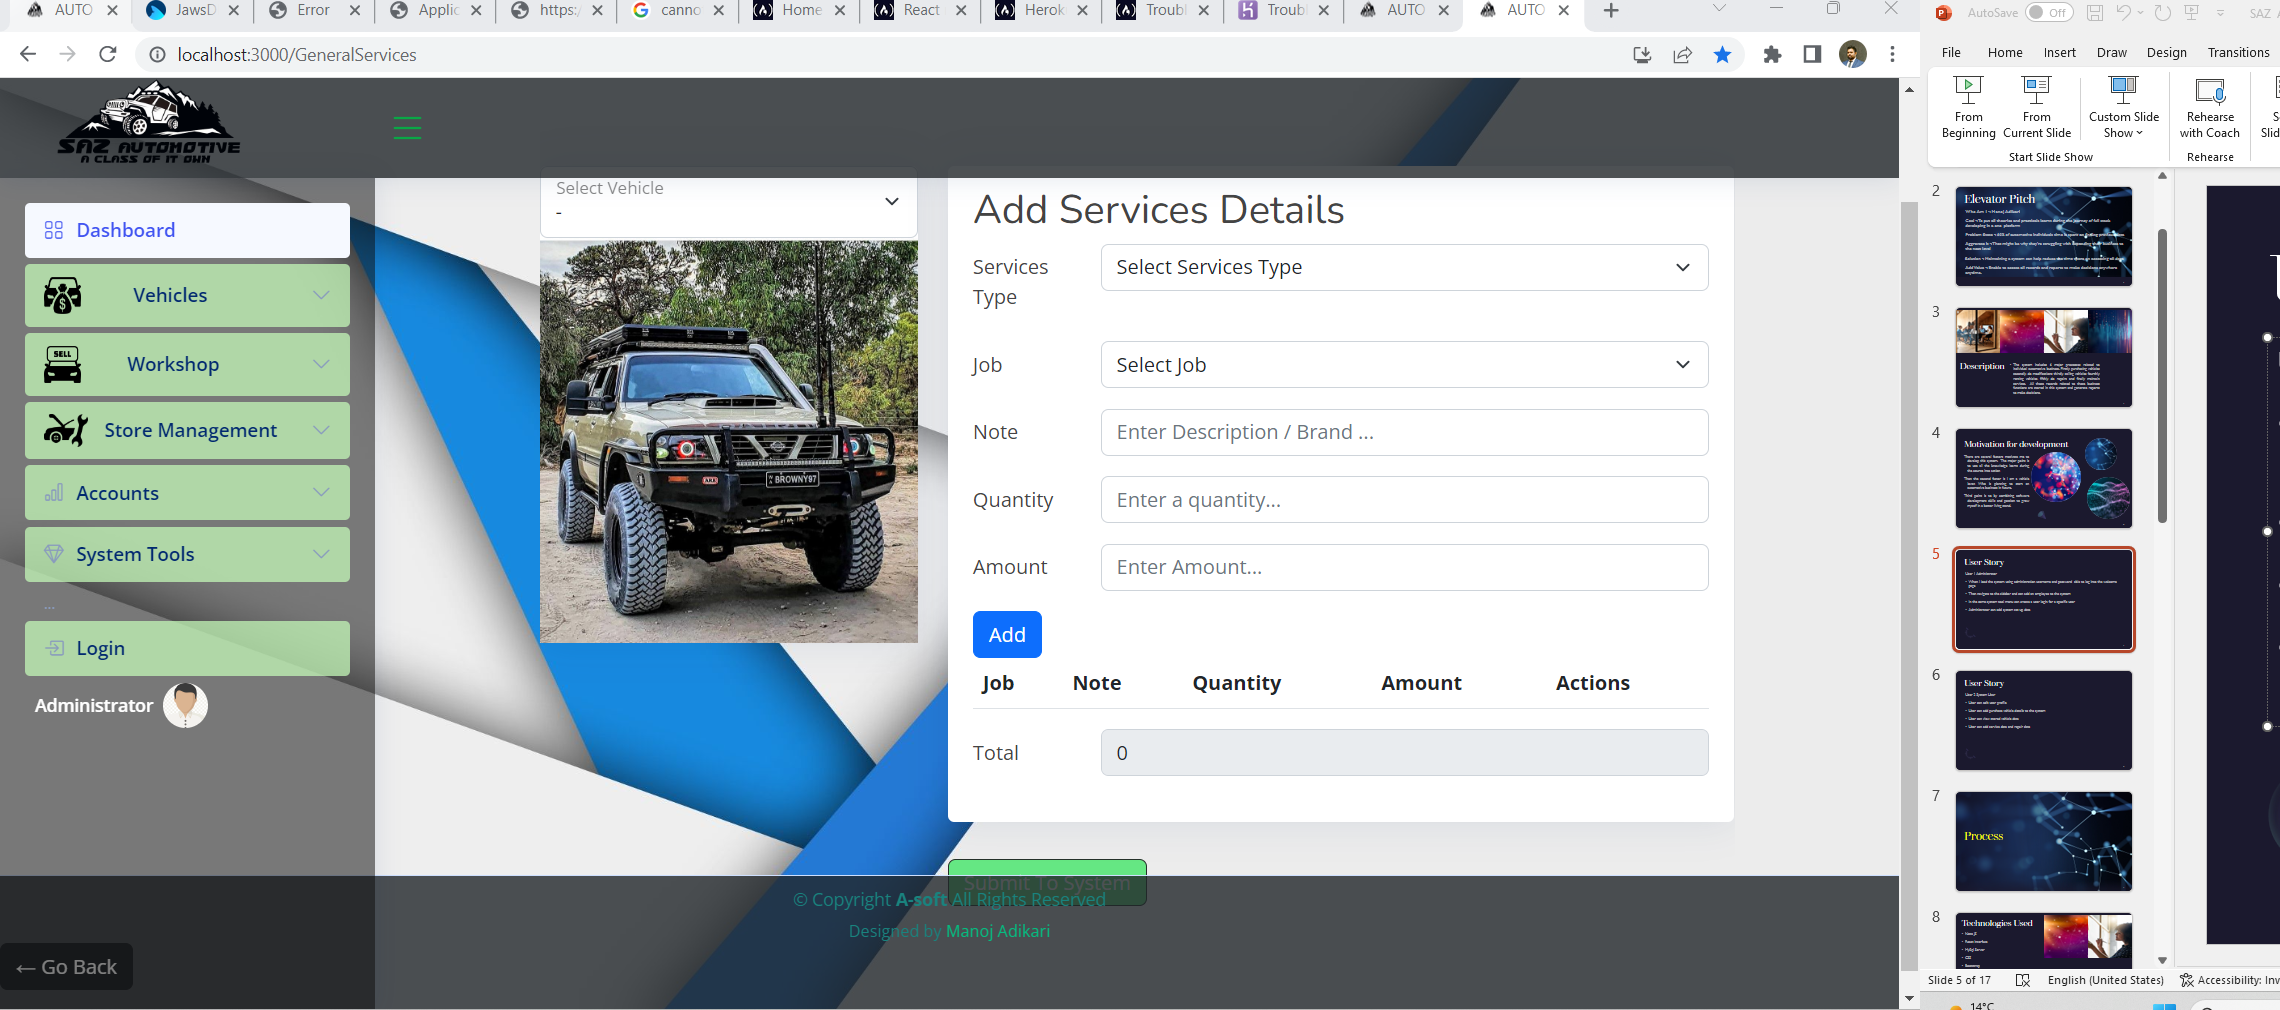 AUTO
JawsD
Error
Applic
https:/
canno
Home
React
Herok
Troubl
Troubl
AUTO
AUTO
localhost:3000/GeneralServices
SAZ AUTOMOTIVE
A CLASS OF IT OWN
Dashboard
Vehicles
SELL
Workshop
Store Management
Accounts
System Tools
...
Login
Administrator
← Go Back
Select Vehicle
-
ARB
BROWNY97
Add Services Details
Services Type
Select Services Type
Job
Select Job
Note
Enter Description / Brand ...
Quantity
Enter a quantity...
Amount
Enter Amount...
Add
Job Note Quantity Amount Actions
Total
0
Submit To System
© Copyright A-soft All Rights Reserved
Designed by Manoj Adikari
AutoSave Off
SAZ
File Home Insert Draw Design Transitions
From Beginning
From Current Slide
Custom Slide Show
Rehearse with Coach
Start Slide Show
Rehearse
2
Elevator Pitch
3
Description
4
Motivation for development
5
User Story
6
User Story
7
Process
8
Technologies Used
Slide 5 of 17
English (United States)
Accessibility: Inv
14°C